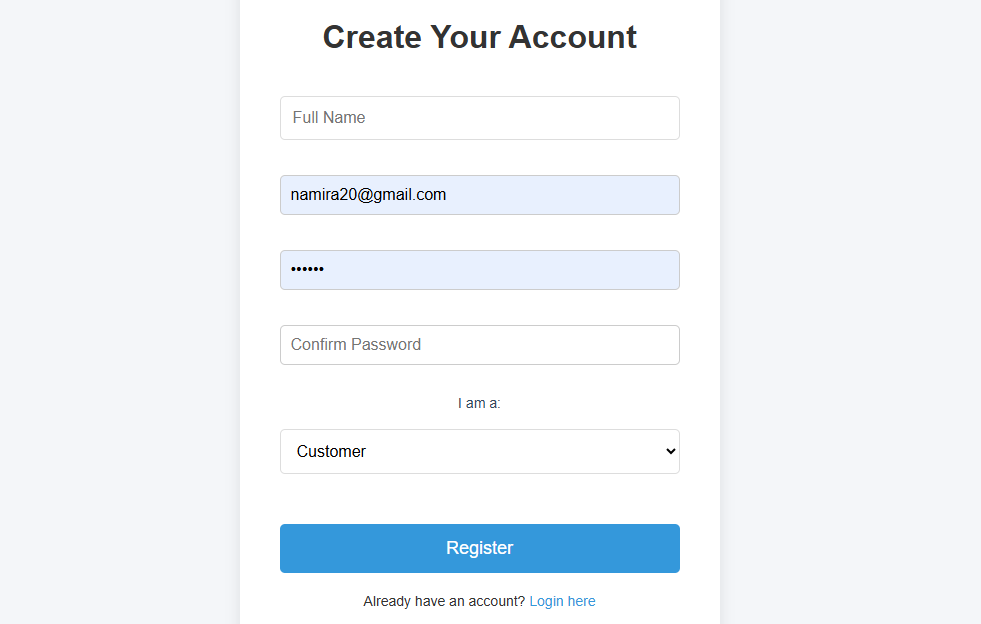 Create Your Account
Full Name
namira20@gmail.com
••••••
Confirm Password
I am a:
Customer
Register
Already have an account? Login here